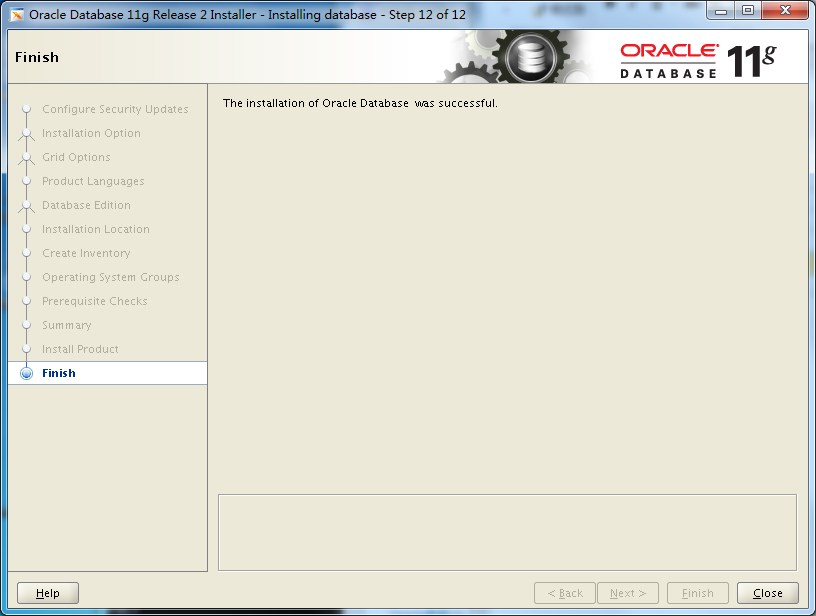 Oracle Database 11g Release 2 Installer - Installing database - Step 12 of 12
Finish
ORACLE 11g
DATABASE
Configure Security Updates
Installation Option
Grid Options
Product Languages
Database Edition
Installation Location
Create Inventory
Operating System Groups
Prerequisite Checks
Summary
Install Product
Finish
The installation of Oracle Database was successful.
Help
< Back
Next >
Finish
Close